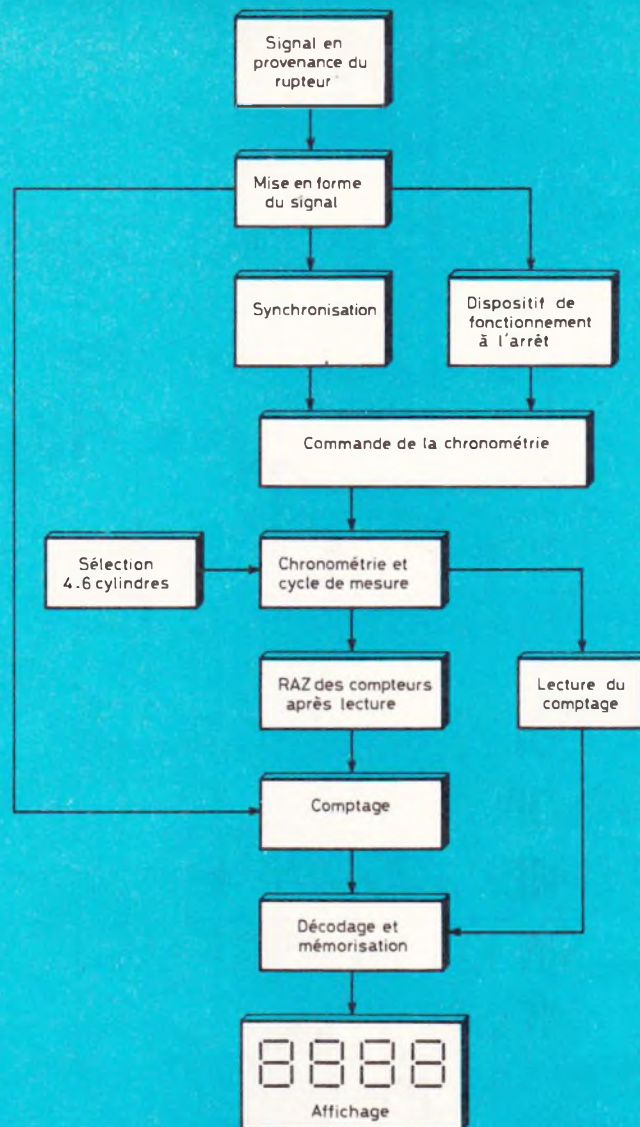 Signal en
provenance du
rupteur
Mise en forme
du signal
Synchronisation
Dispositif de
fonctionnement
à l'arrêt
Commande de la chronométrie
Sélection
4.6 cylindres
Chronométrie et
cycle de mesure
RAZ des compteurs
après lecture
Lecture du
comptage
Comptage
Décodage et
mémorisation
8888
Affichage